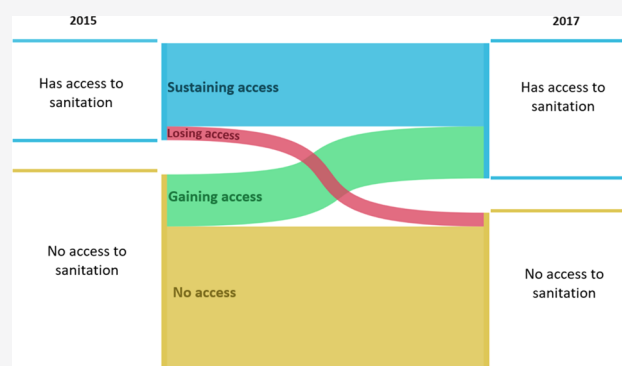 2015
2017
Has access to
sanitation
Sustaining access
Has access to
sanitation
Losing access
Gaining access
No access to
sanitation
No access
No access to
sanitation